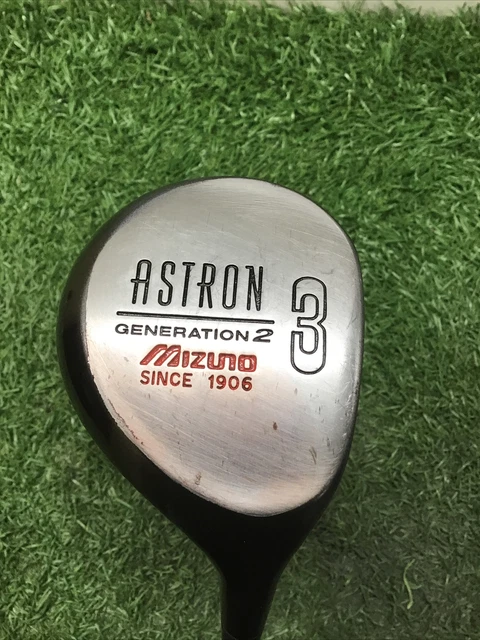 ASTRON
GENERATION 2
3
MIZUNO
SINCE 1906